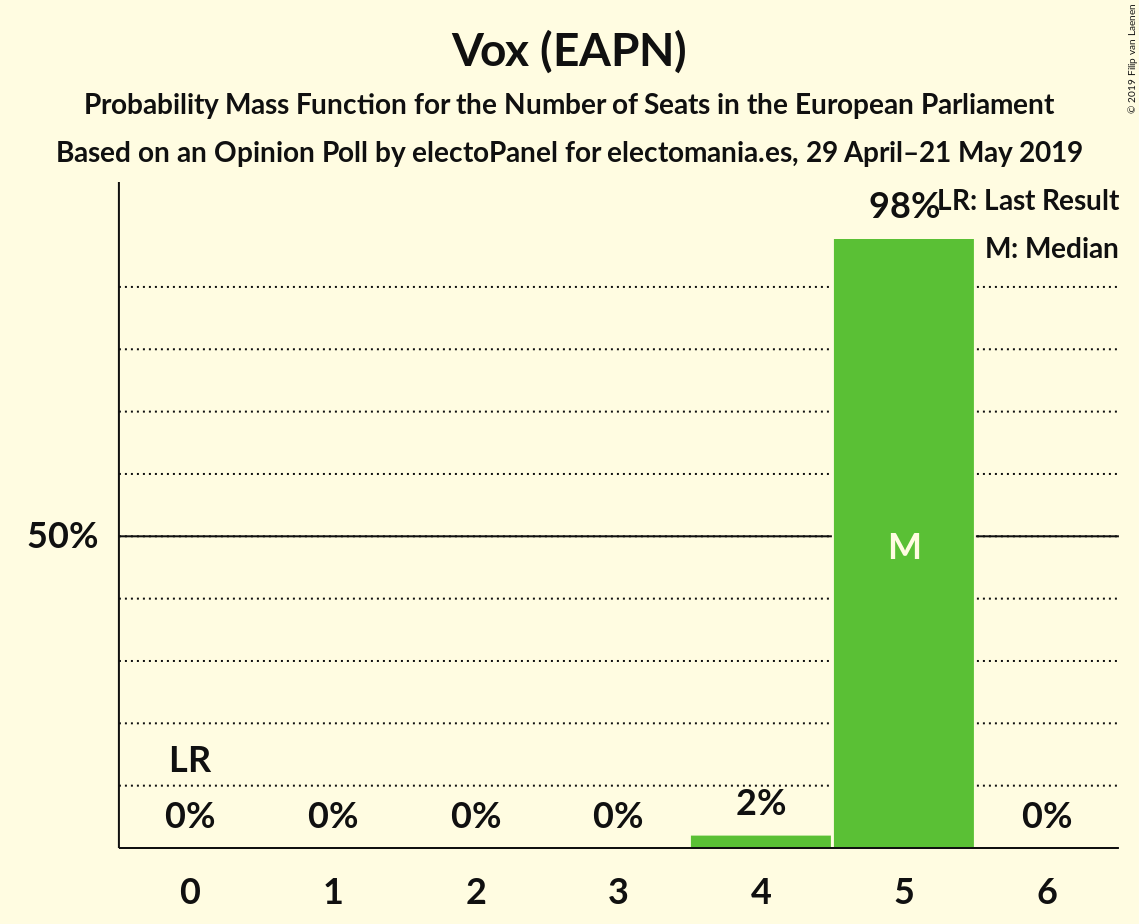 Vox (EAPN)
Probability Mass Function for the Number of Seats in the European Parliament
Based on an Opinion Poll by electoPanel for electomania.es, 29 April–21 May 2019
© 2019 Filip van Laenen
98%
LR: Last Result
M: Median
50%
M
LR
0% 0% 0% 0% 2% 0%
0 1 2 3 4 5 6